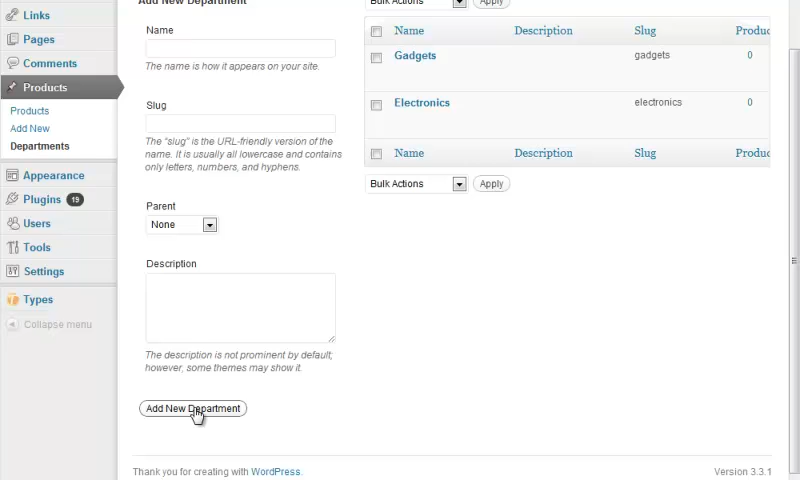 Links
Pages
Comments
Products
Products
Add New
Departments
Appearance
Plugins 19
Users
Tools
Settings
Types
Collapse menu
Add New Department
Name
The name is how it appears on your site.
Slug
The "slug" is the URL-friendly version of the
name. It is usually all lowercase and contains
only letters, numbers, and hyphens.
Parent
None
Description
The description is not prominent by default;
however, some themes may show it.
Add New Department
Bulk Actions Apply
Name Description Slug Produc
Gadgets gadgets 0
Electronics electronics 0
Name Description Slug Produc
Bulk Actions Apply
Thank you for creating with WordPress. Version 3.3.1